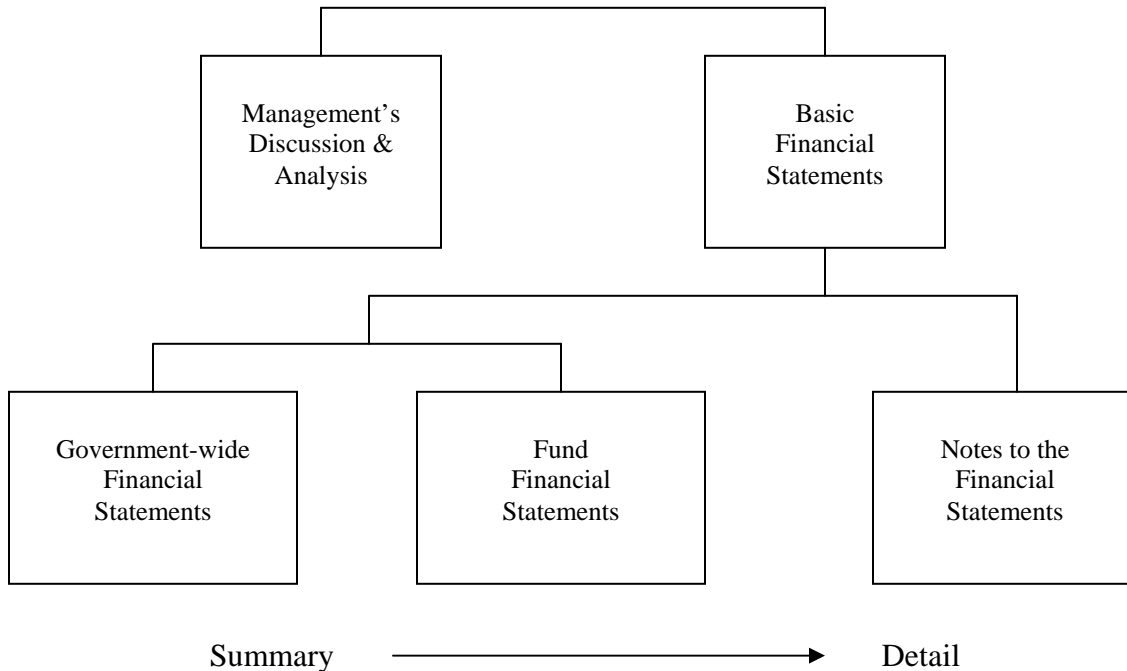 Management’s
Discussion &
Analysis
Basic
Financial
Statements
Government-wide
Financial
Statements
Fund
Financial
Statements
Notes to the
Financial
Statements
Summary
Detail